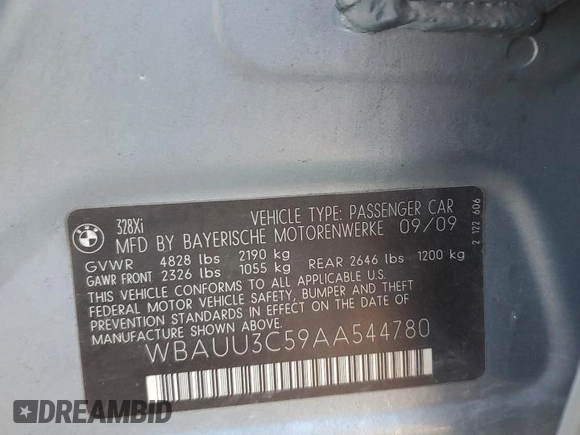 BMW
328Xi
VEHICLE TYPE: PASSENGER CAR
MFD BY BAYERISCHE MOTORENWERKE 09/09
GVWR 4828 lbs 2190 kg
GAWR FRONT 2326 lbs 1055 kg REAR 2646 lbs 1200 kg
THIS VEHICLE CONFORMS TO ALL APPLICABLE U.S.
FEDERAL MOTOR VEHICLE SAFETY, BUMPER AND THEFT
PREVENTION STANDARDS IN EFFECT ON THE DATE OF
MANUFACTURE SHOWN ABOVE.
WBAUU3C59AA544780
2 122 606
DREAMBID